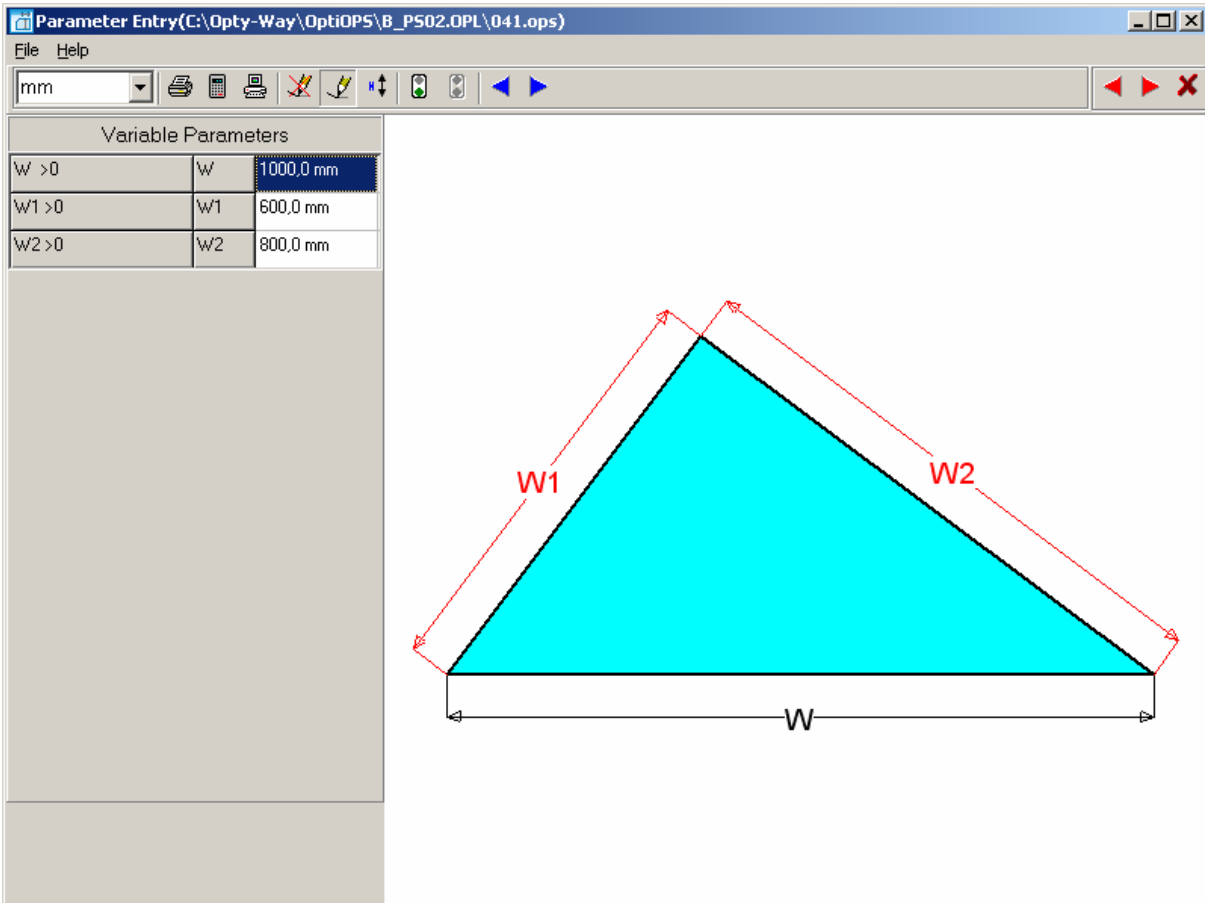 Parameter Entry(C:\Opty-Way\OptiOPS\B_PS02.OPL\041.ops)
File Help
mm
Variable Parameters
W >0 W 1000,0 mm
W1 >0 W1 600,0 mm
W2 >0 W2 800,0 mm
W1
W2
W